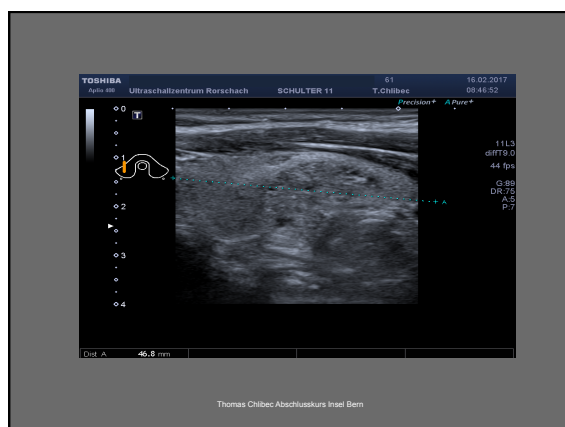 TOSHIBA 61 16.02.2017
Aplio 400 Ultraschallzentrum Rorschach SCHULTER 11 T.Chlibec 08:46:52
Precision+ A Pure+
0
T
11L3
diffT9.0
1
44 fps
G:89
DR:75
A:5
P:7
2
A
3
4
Dist A 46.8 mm
Thomas Chlibec Abschlusskurs Insel Bern